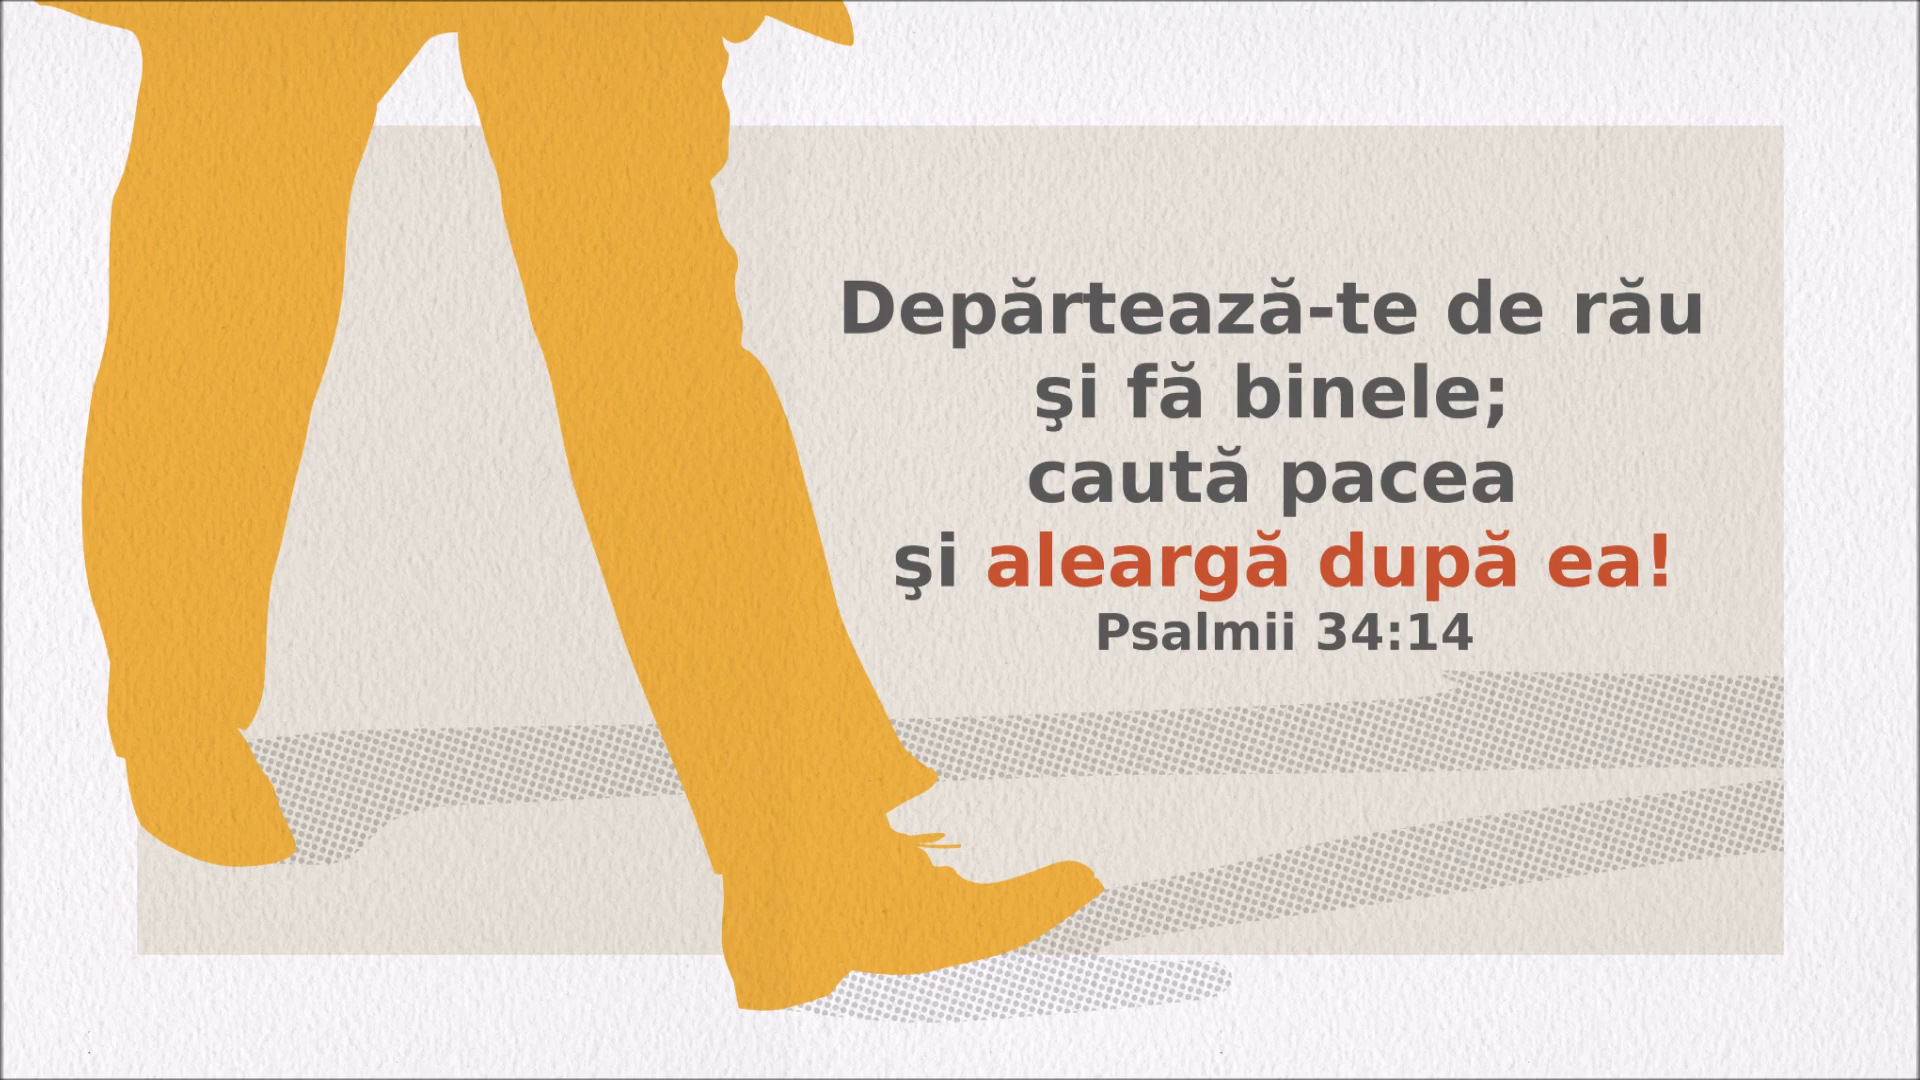 Depărtează-te de rău
şi fă binele;
caută pacea
şi aleargă după ea!
Psalmii 34:14